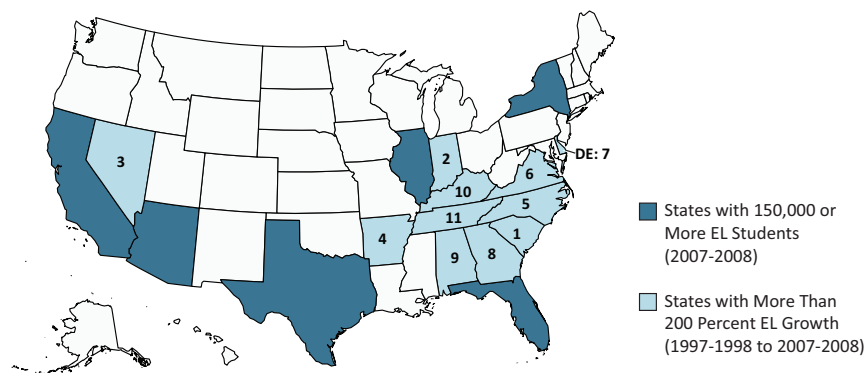 3
2
DE: 7
6
10
5
11
4
1
9
8
States with 150,000 or
More EL Students
(2007-2008)
States with More Than
200 Percent EL Growth
(1997-1998 to 2007-2008)